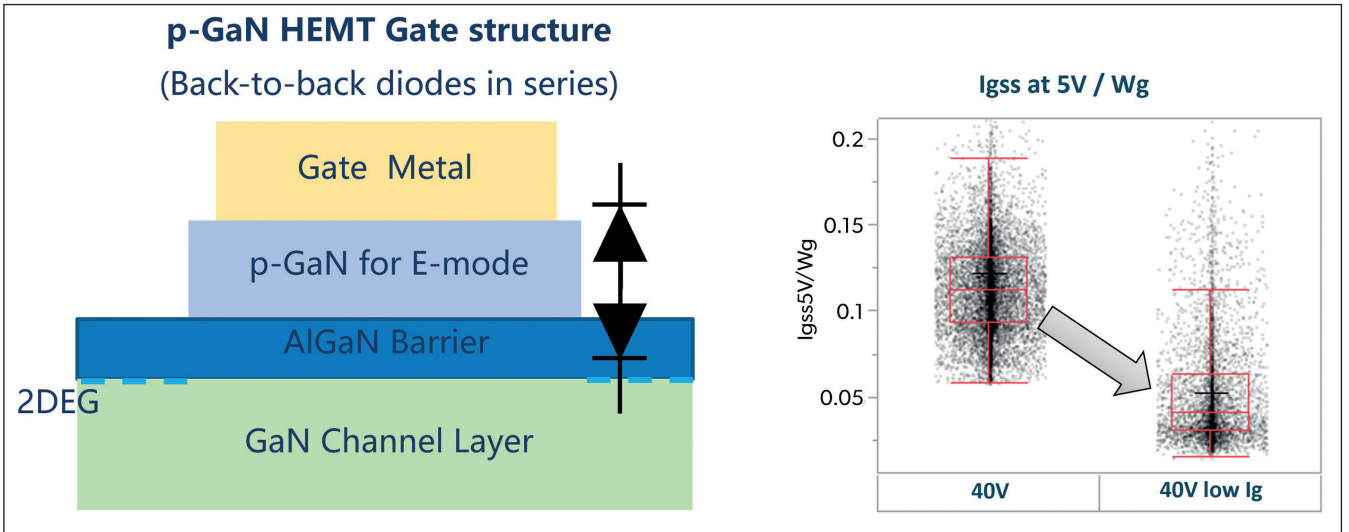 p-GaN HEMT Gate structure
(Back-to-back diodes in series)
Gate Metal
p-GaN for E-mode
AlGaN Barrier
2DEG
GaN Channel Layer
Igss at 5V / Wg
Igss5V/Wg
0.2
0.15
0.1
0.05
40V
40V low Ig